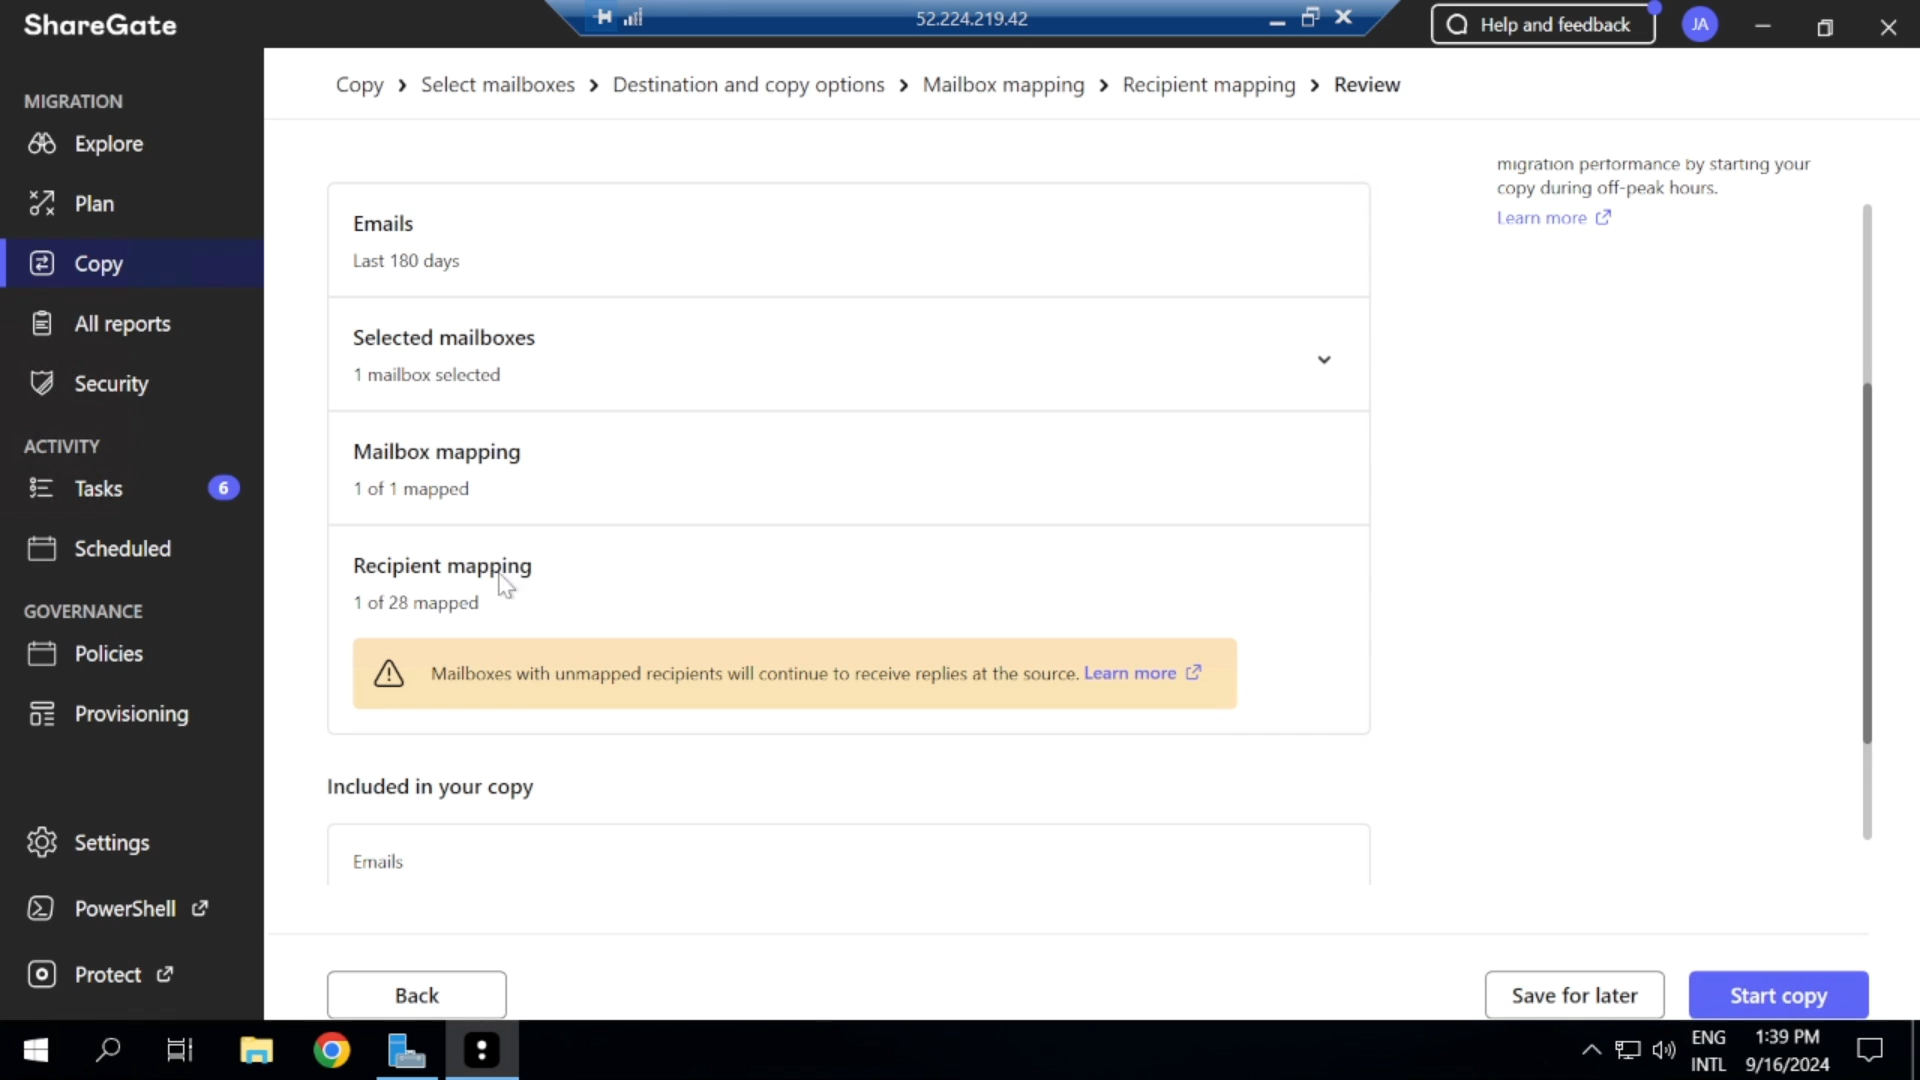 ShareGate
52.224.219.42
Help and feedback
JA
MIGRATION
Explore
Plan
Copy
All reports
Security
ACTIVITY
Tasks
6
Scheduled
GOVERNANCE
Policies
Provisioning
Settings
PowerShell
Protect
Copy > Select mailboxes > Destination and copy options > Mailbox mapping > Recipient mapping > Review
migration performance by starting your
copy during off-peak hours.
Learn more
Emails
Last 180 days
Selected mailboxes
1 mailbox selected
Mailbox mapping
1 of 1 mapped
Recipient mapping
1 of 28 mapped
Mailboxes with unmapped recipients will continue to receive replies at the source. Learn more
Included in your copy
Emails
Back
Save for later
Start copy
ENG
INTL
1:39 PM
9/16/2024